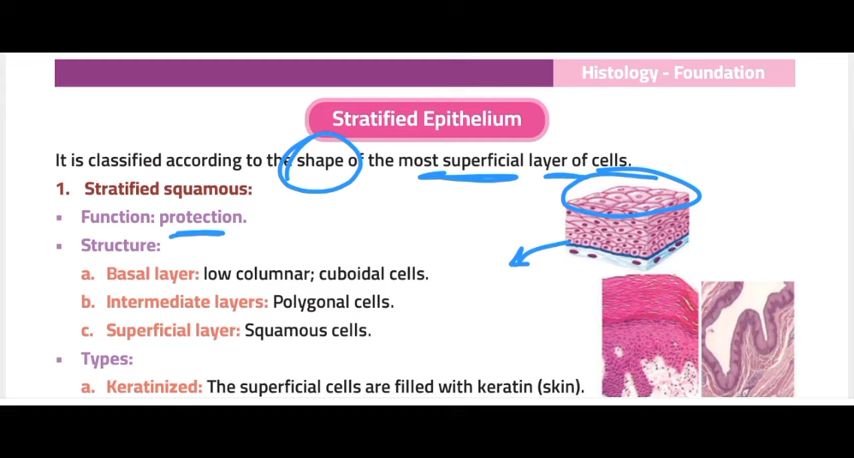 Histology - Foundation
Stratified Epithelium
It is classified according to the shape of the most superficial layer of cells.
1. Stratified squamous:
▪ Function: protection.
▪ Structure:
a. Basal layer: low columnar; cuboidal cells.
b. Intermediate layers: Polygonal cells.
c. Superficial layer: Squamous cells.
▪ Types:
a. Keratinized: The superficial cells are filled with keratin (skin).